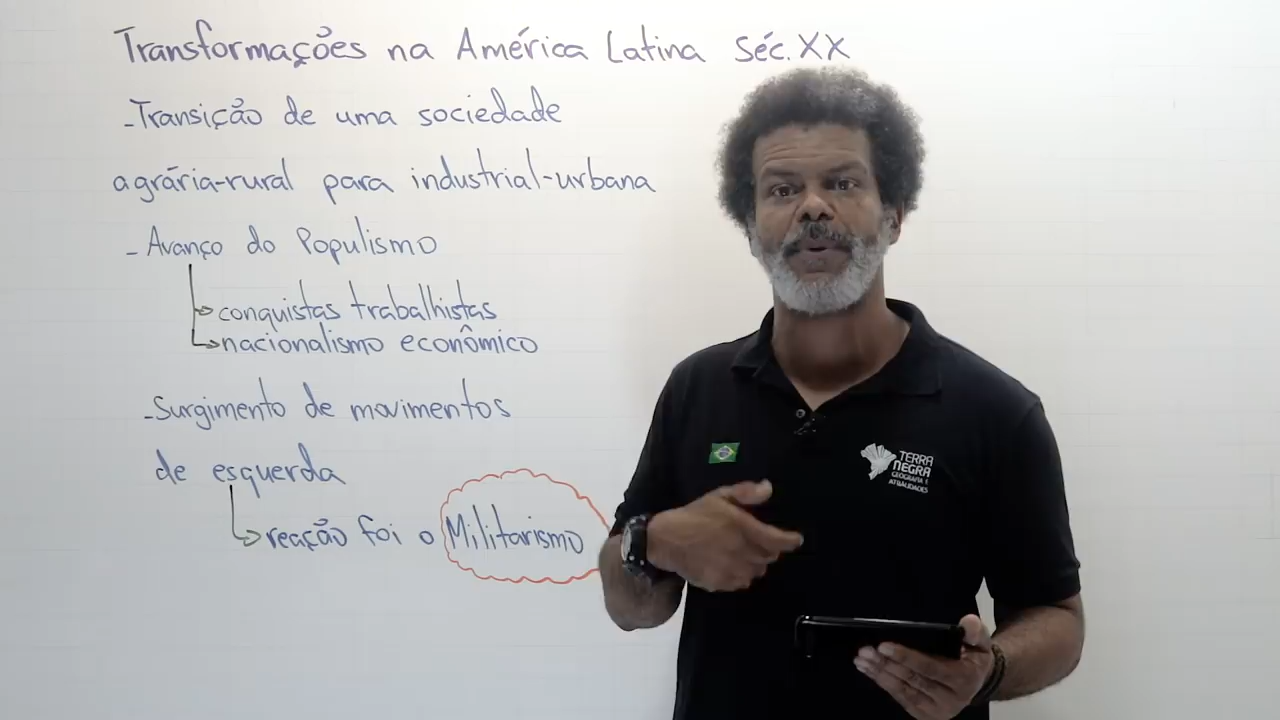 Transformações na América Latina Séc. XX
-Transição de uma sociedade
agrária-rural para industrial-urbana
- Avanço do Populismo
conquistas trabalhistas
nacionalismo econômico
-Surgimento de movimentos
de esquerda
reação foi o Militarismo
TERRA
NEGRA
GEOGRAFIA E
ATUALIDADES